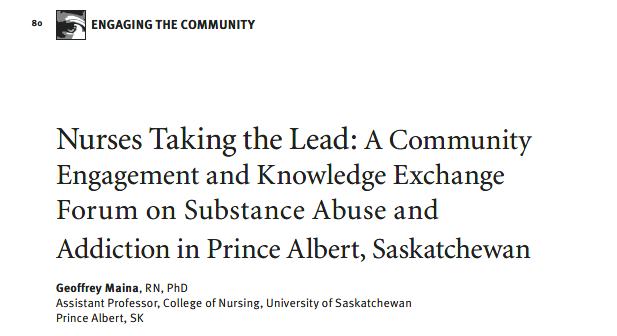 80 ENGAGING THE COMMUNITY
Nurses Taking the Lead: A Community
Engagement and Knowledge Exchange
Forum on Substance Abuse and
Addiction in Prince Albert, Saskatchewan
Geoffrey Maina, RN, PhD
Assistant Professor, College of Nursing, University of Saskatchewan
Prince Albert, SK